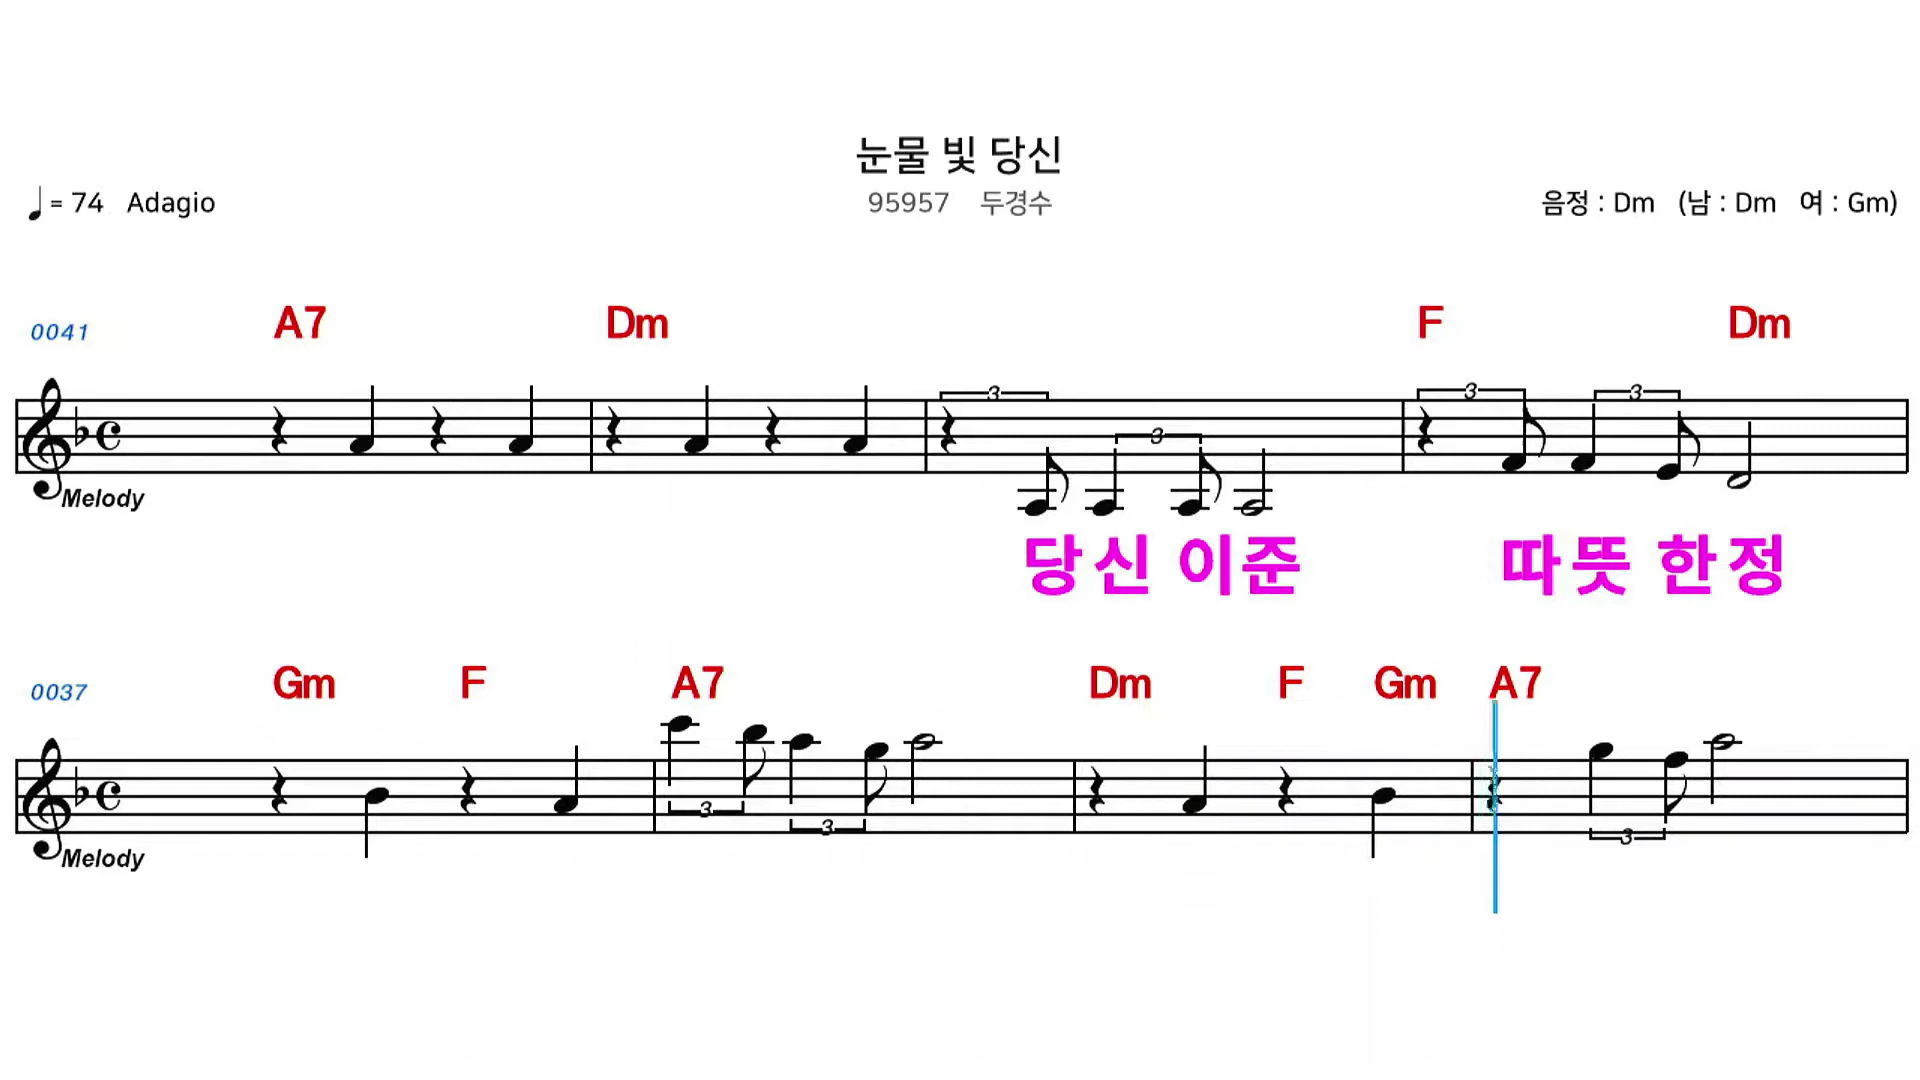 눈물 빛 당신
♩= 74 Adagio
95957 두경수
음정 : Dm (남 : Dm 여 : Gm)
0041 A7 Dm F Dm
3 3 3 3
Melody
당신 이준 따뜻 한정
0037 Gm F A7 Dm F Gm A7
3 3 3
Melody